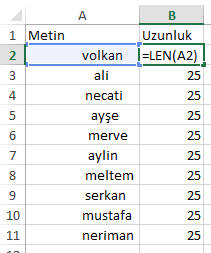 A B
1 Metin Uzunluk
2 volkan =LEN(A2)
3 ali 25
4 necati 25
5 ayşe 25
6 merve 25
7 aylin 25
8 meltem 25
9 serkan 25
10 mustafa 25
11 neriman 25